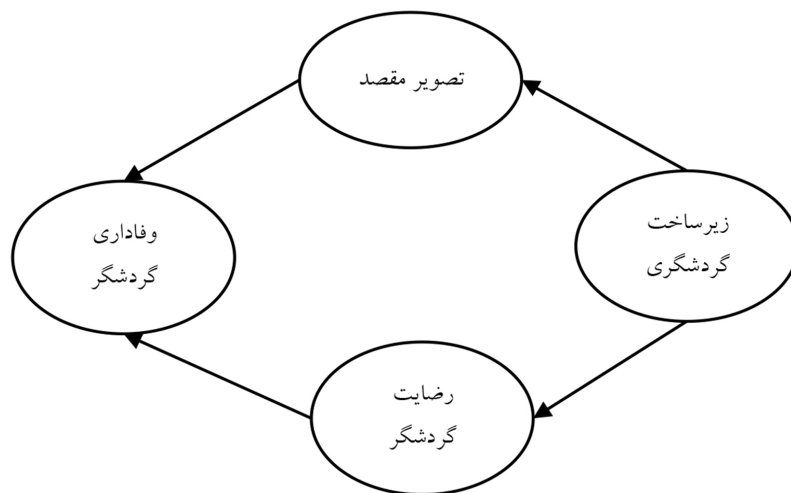 تصویر مقصد
زیرساخت
گردشگری
وفاداری
گردشگر
رضایت
گردشگر